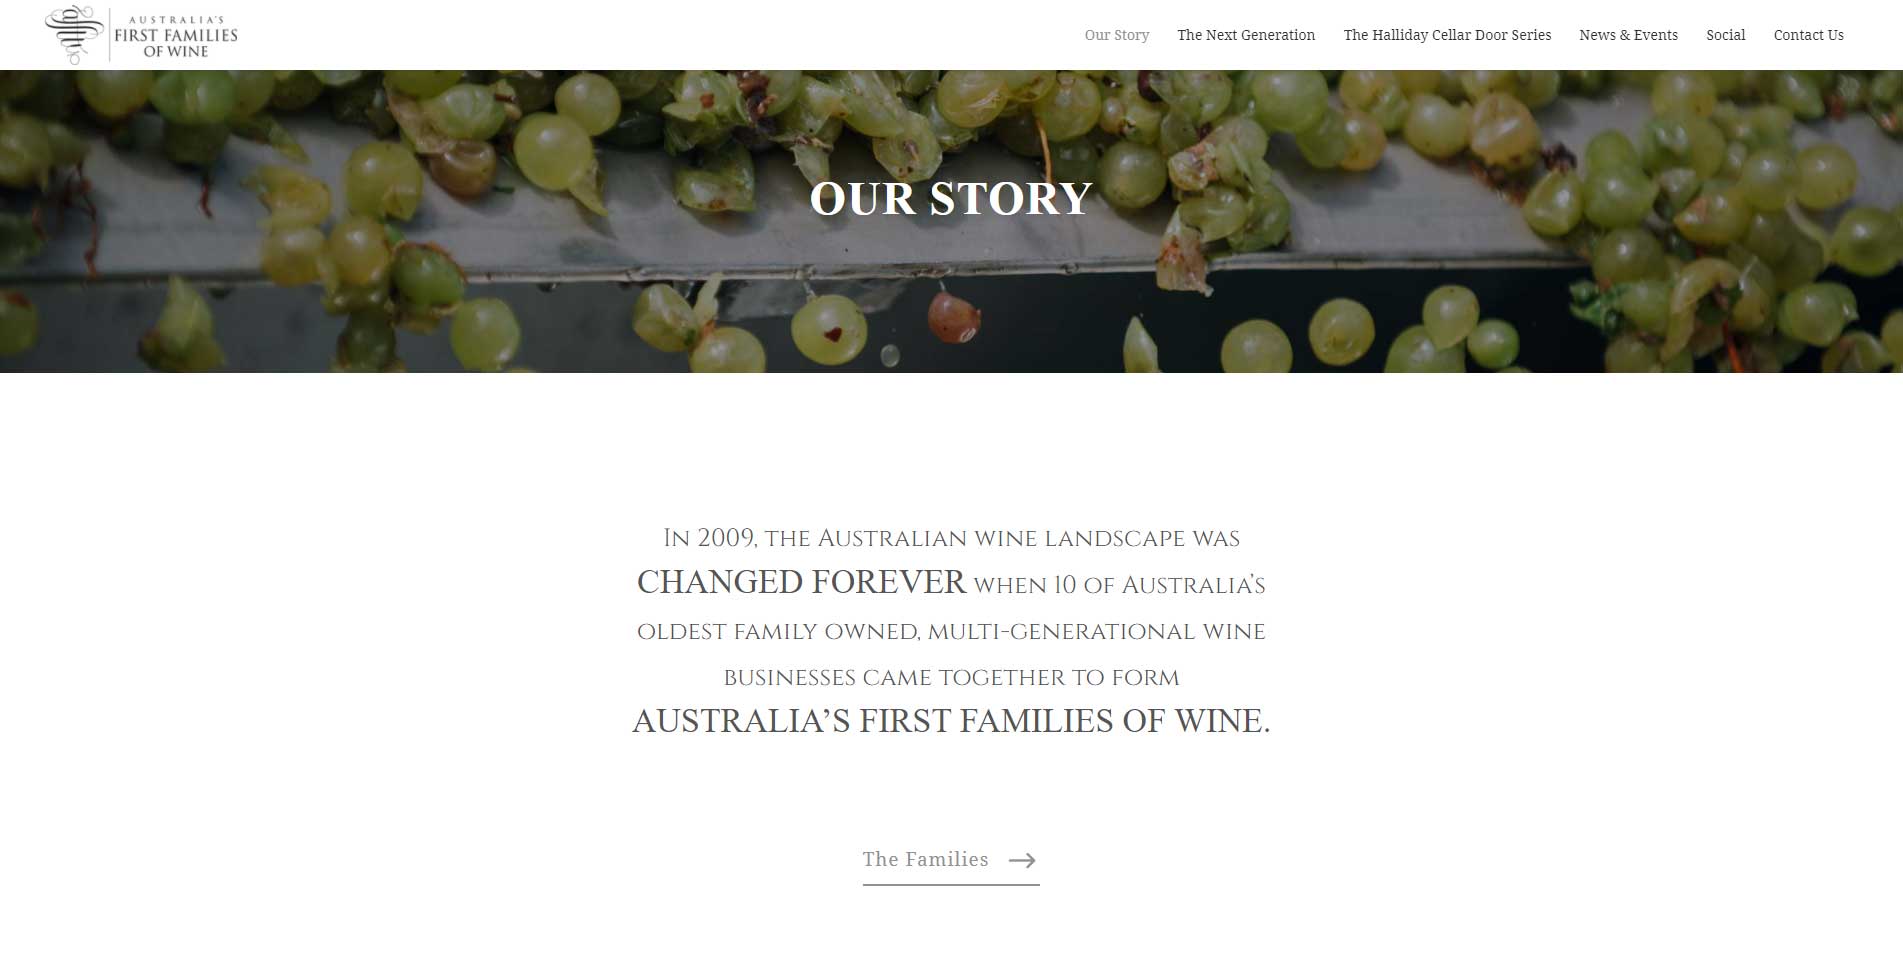 AUSTRALIA'S
FIRST FAMILIES
OF WINE
Our Story
The Next Generation
The Halliday Cellar Door Series
News & Events
Social
Contact Us
OUR STORY
In 2009, the Australian wine landscape was
CHANGED FOREVER when 10 of Australia’s
oldest family owned, multi-generational wine
businesses came together to form
AUSTRALIA’S FIRST FAMILIES OF WINE.
The Families